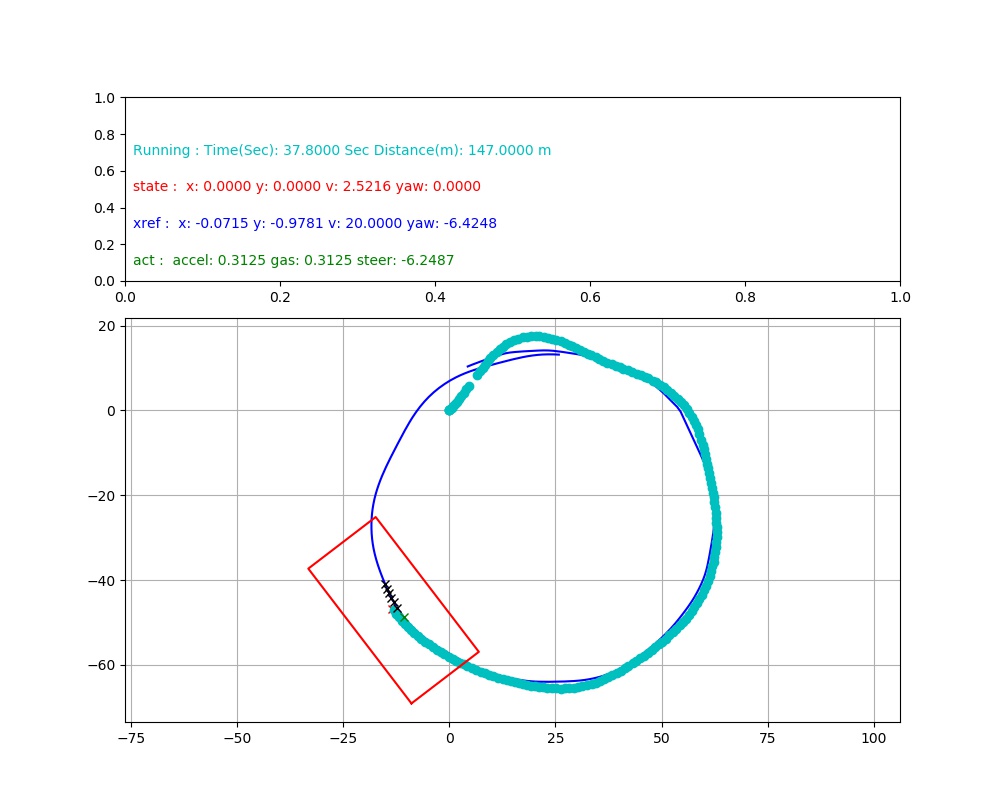 1.0
0.8
Running : Time(Sec): 37.8000 Sec Distance(m): 147.0000 m
0.6
state :  x: 0.0000 y: 0.0000 v: 2.5216 yaw: 0.0000
0.4
xref :  x: -0.0715 y: -0.9781 v: 20.0000 yaw: -6.4248
0.2
act :  accel: 0.3125 gas: 0.3125 steer: -6.2487
0.0
0.0 0.2 0.4 0.6 0.8 1.0
20
0
−20
−40
−60
−75 −50 −25 0 25 50 75 100